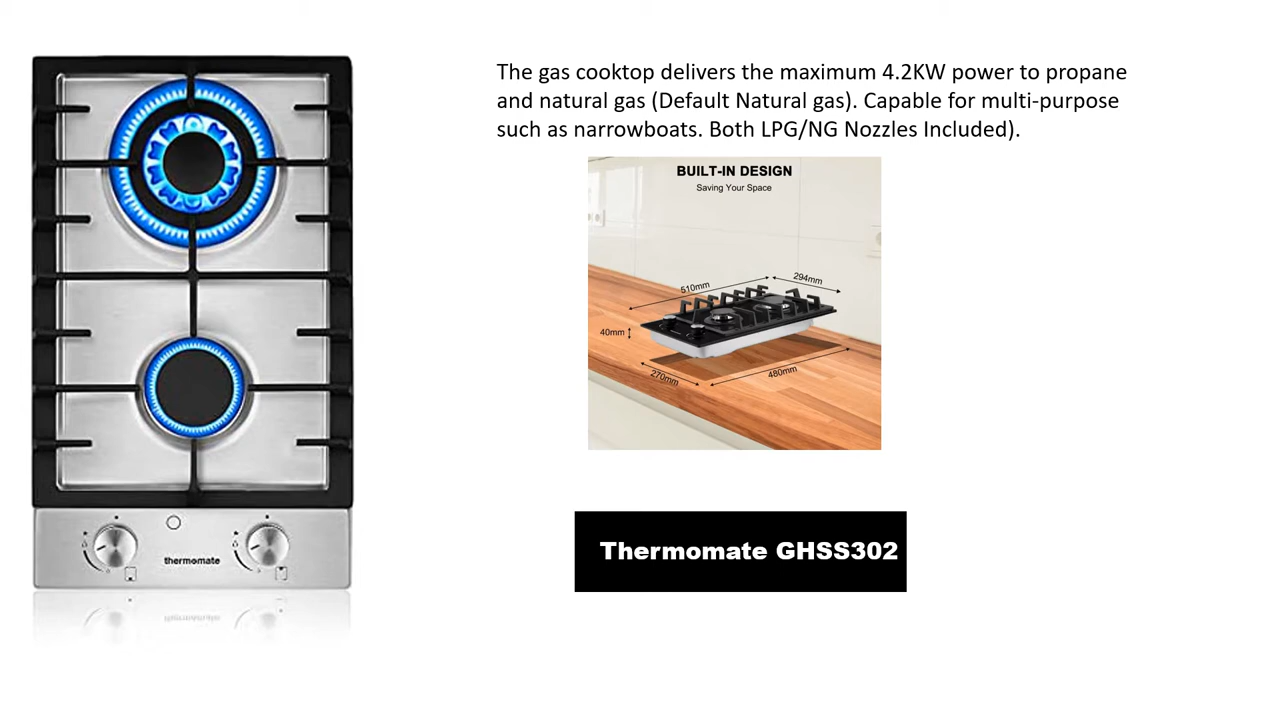 The gas cooktop delivers the maximum 4.2KW power to propane
and natural gas (Default Natural gas). Capable for multi-purpose
such as narrowboats. Both LPG/NG Nozzles Included).
BUILT-IN DESIGN
Saving Your Space
510mm
294mm
40mm
270mm
480mm
thermomate
Thermomate GHSS302